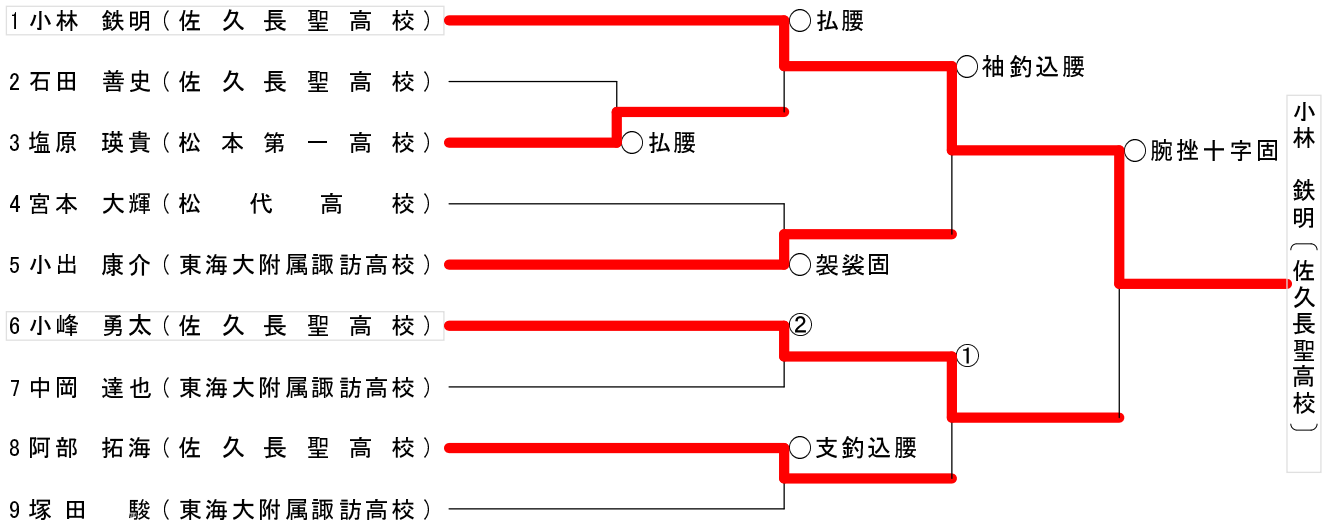 1 小林 鉄明(佐久長聖高校)
○払腰
2 石田 善史(佐久長聖高校)
○袖釣込腰
3 塩原 瑛貴(松本第一高校)
○払腰
○腕挫十字固
4 宮本 大輝(松代高校)
5 小出 康介(東海大附属諏訪高校)
○袈裟固
6 小峰 勇太(佐久長聖高校)
②
①
7 中岡 達也(東海大附属諏訪高校)
8 阿部 拓海(佐久長聖高校)
○支釣込腰
9 塚田 駿(東海大附属諏訪高校)
小林 鉄明(佐久長聖高校)